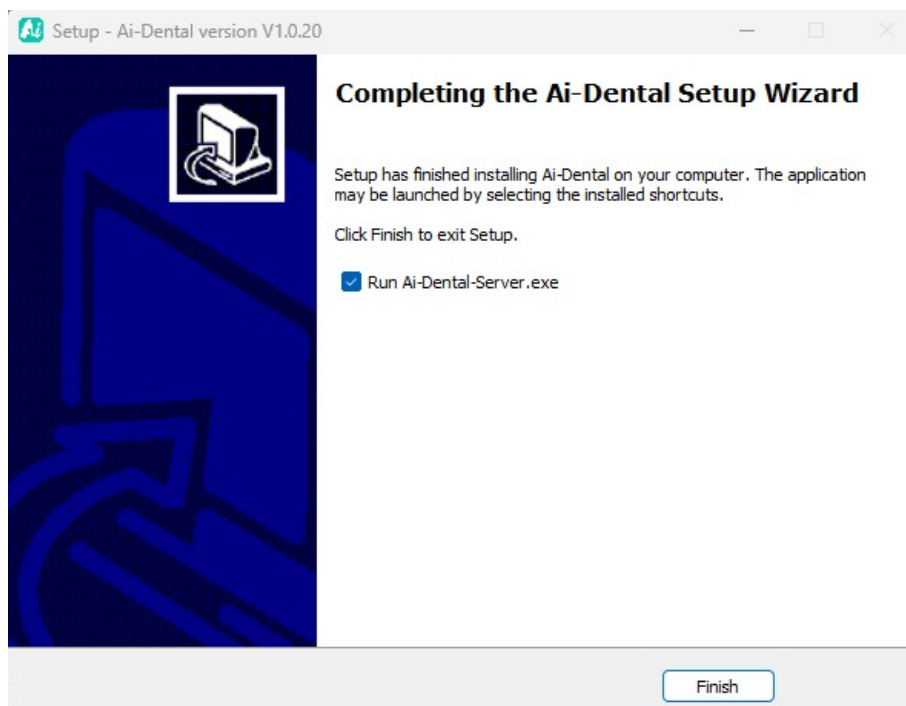 Ai Setup - Ai-Dental version V1.0.20
Completing the Ai-Dental Setup Wizard
Setup has finished installing Ai-Dental on your computer. The application
may be launched by selecting the installed shortcuts.
Click Finish to exit Setup.
Run Ai-Dental-Server.exe
Finish